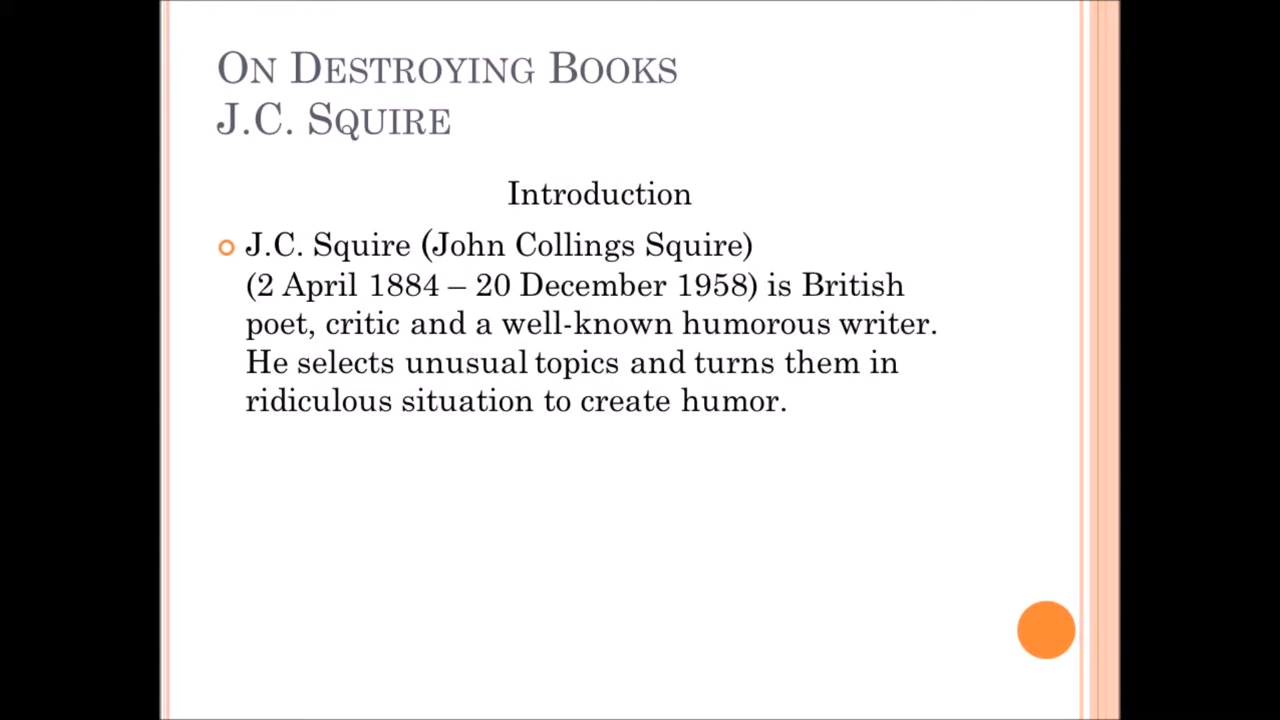 On Destroying Books
J.C. Squire
Introduction
J.C. Squire (John Collings Squire)
(2 April 1884 – 20 December 1958) is British
poet, critic and a well-known humorous writer.
He selects unusual topics and turns them in
ridiculous situation to create humor.